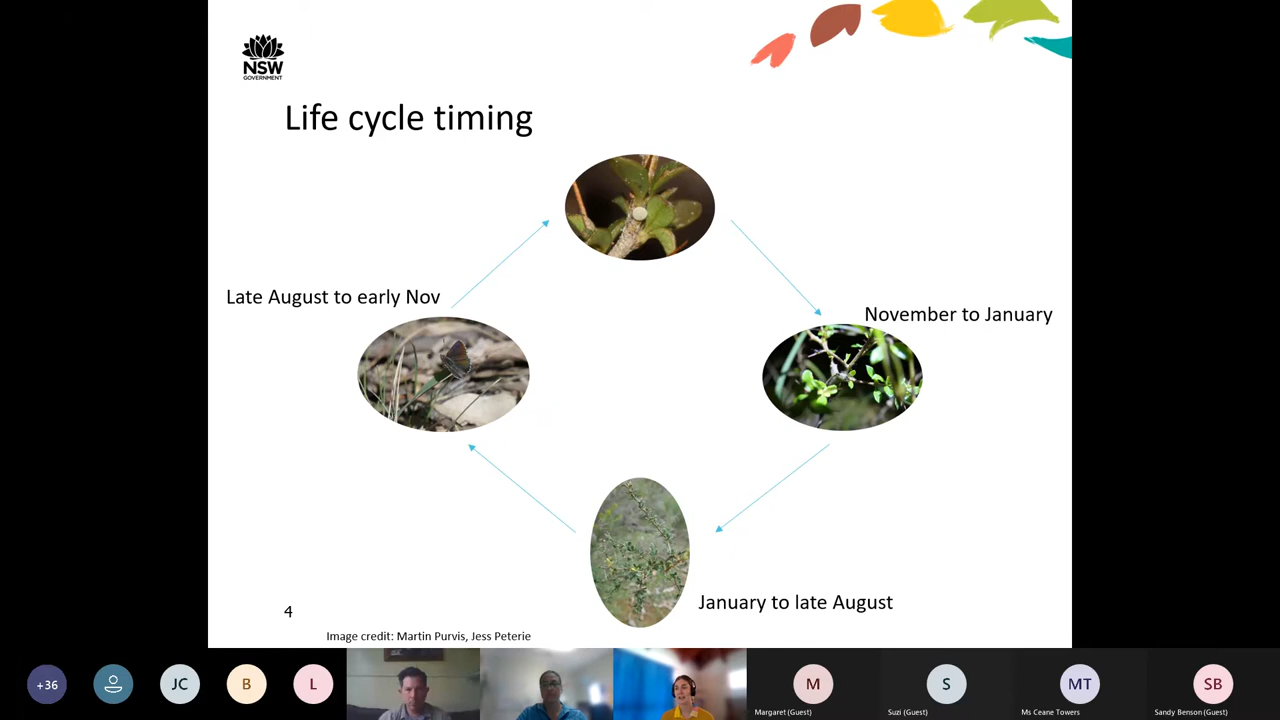 NSW
GOVERNMENT
Life cycle timing
Late August to early Nov
November to January
January to late August
4
Image credit: Martin Purvis, Jess Peterie
+36
JC
B
L
M
S
MT
SB
Margaret (Guest)
Suzi (Guest)
Ms Ceane Towers
Sandy Benson (Guest)